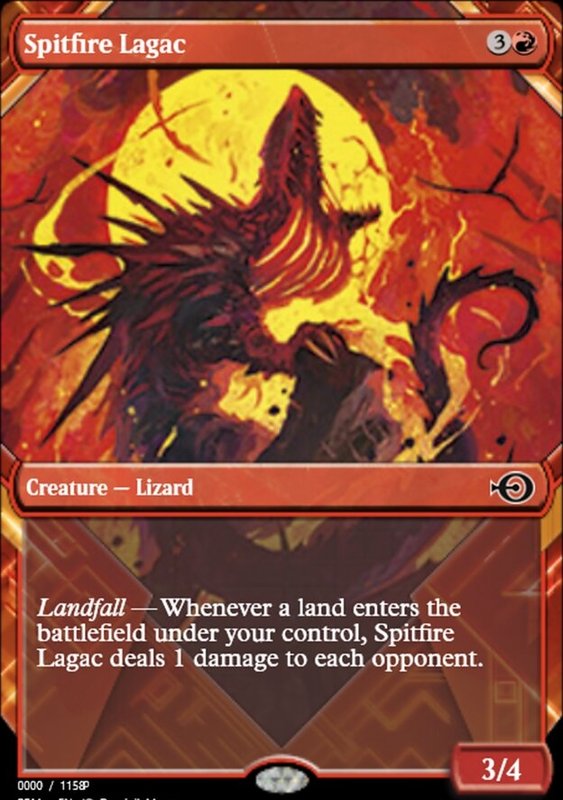 Spitfire Lagac 3
Creature — Lizard
Landfall — Whenever a land enters the
battlefield under your control, Spitfire
Lagac deals 1 damage to each opponent.
3/4
0000 / 1158P